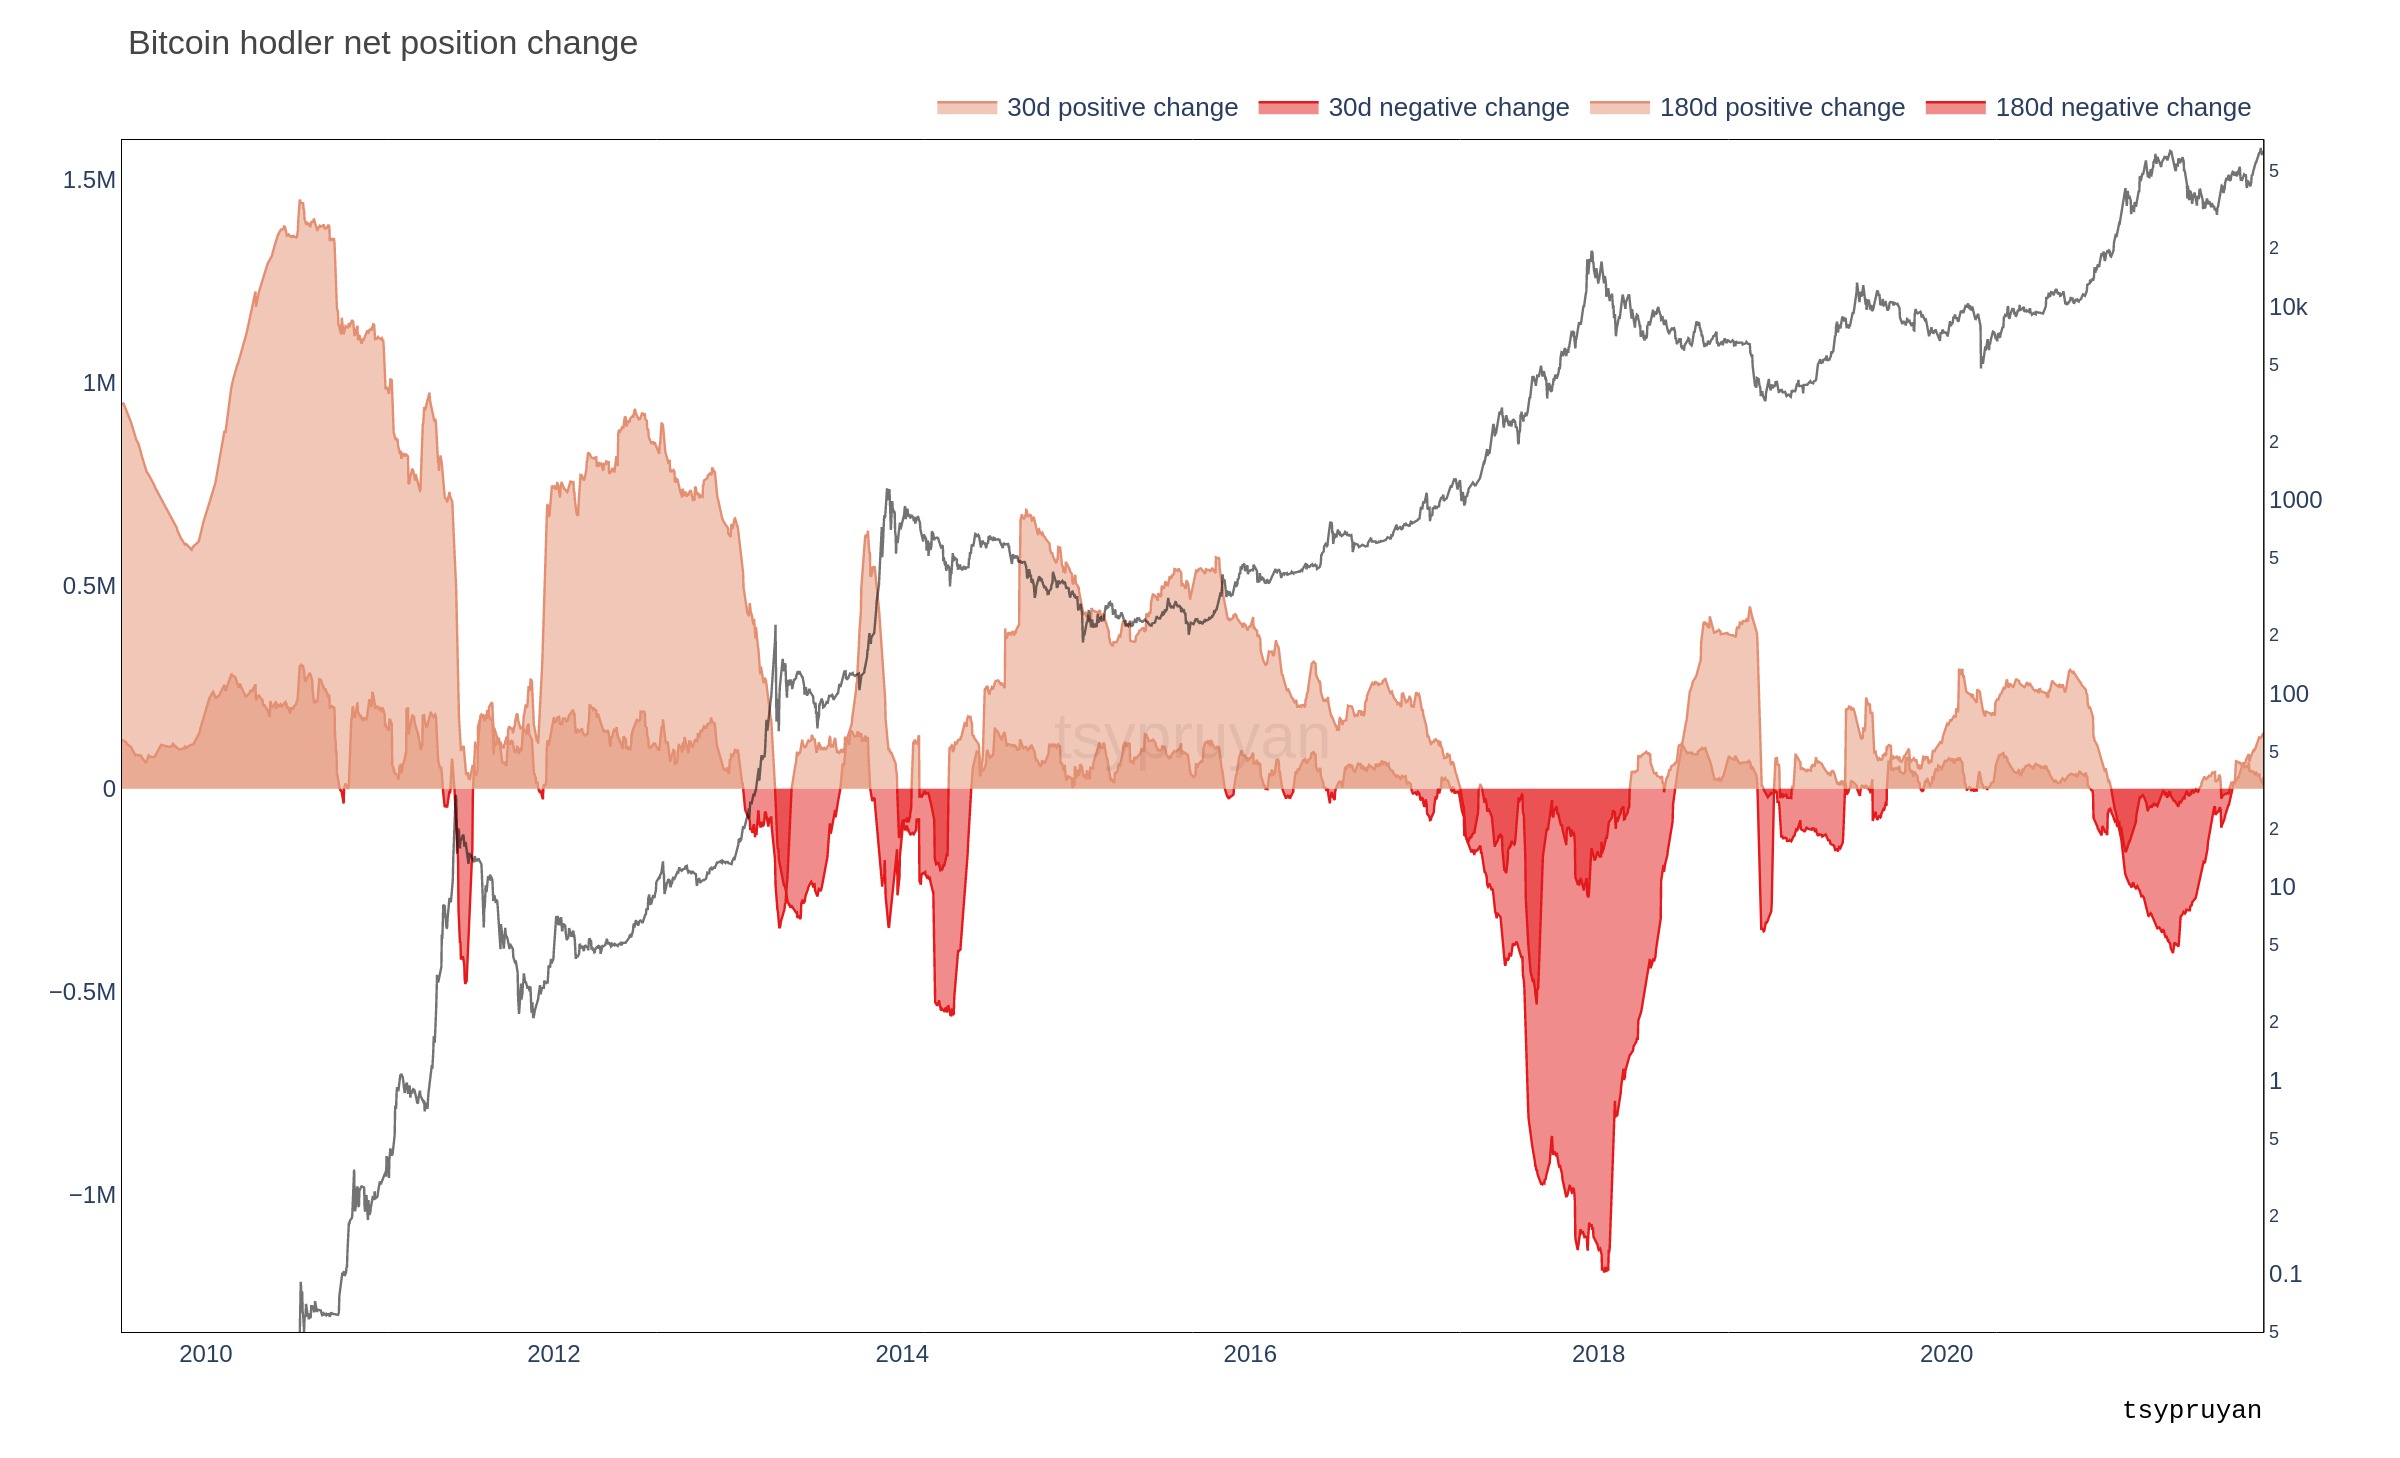 Bitcoin hodler net position change
30d positive change 30d negative change 180d positive change 180d negative change
1.5M
1M
0.5M
0
−0.5M
−1M
5
2
10k
5
2
1000
5
2
100
5
2
10
5
2
1
5
2
0.1
5
tsypruyan
2010 2012 2014 2016 2018 2020
tsypruyan